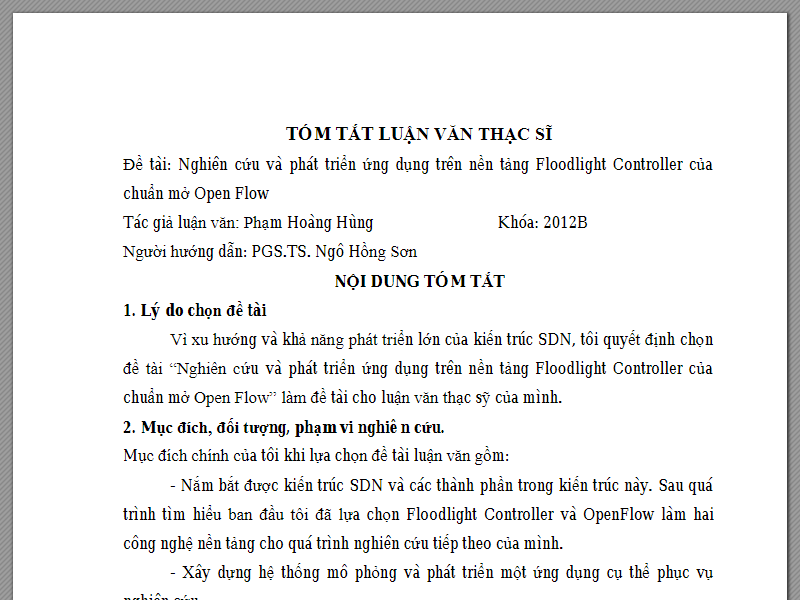 TÓM TẮT LUẬN VĂN THẠC SĨ
Đề tài: Nghiên cứu và phát triển ứng dụng trên nền tảng Floodlight Controller của
chuẩn mở Open Flow
Tác giả luận văn: Phạm Hoàng Hùng Khóa: 2012B
Người hướng dẫn: PGS.TS. Ngô Hồng Sơn
NỘI DUNG TÓM TẮT
1. Lý do chọn đề tài
Vì xu hướng và khả năng phát triển lớn của kiến trúc SDN, tôi quyết định chọn
đề tài “Nghiên cứu và phát triển ứng dụng trên nền tảng Floodlight Controller của
chuẩn mở Open Flow” làm đề tài cho luận văn thạc sỹ của mình.
2. Mục đích, đối tượng, phạm vi nghiên cứu.
Mục đích chính của tôi khi lựa chọn đề tài luận văn gồm:
- Nắm bắt được kiến trúc SDN và các thành phần trong kiến trúc này. Sau quá
trình tìm hiểu ban đầu tôi đã lựa chọn Floodlight Controller và OpenFlow làm hai
công nghệ nền tảng cho quá trình nghiên cứu tiếp theo của mình.
- Xây dựng hệ thống mô phỏng và phát triển một ứng dụng cụ thể phục vụ
nghiên cứu.